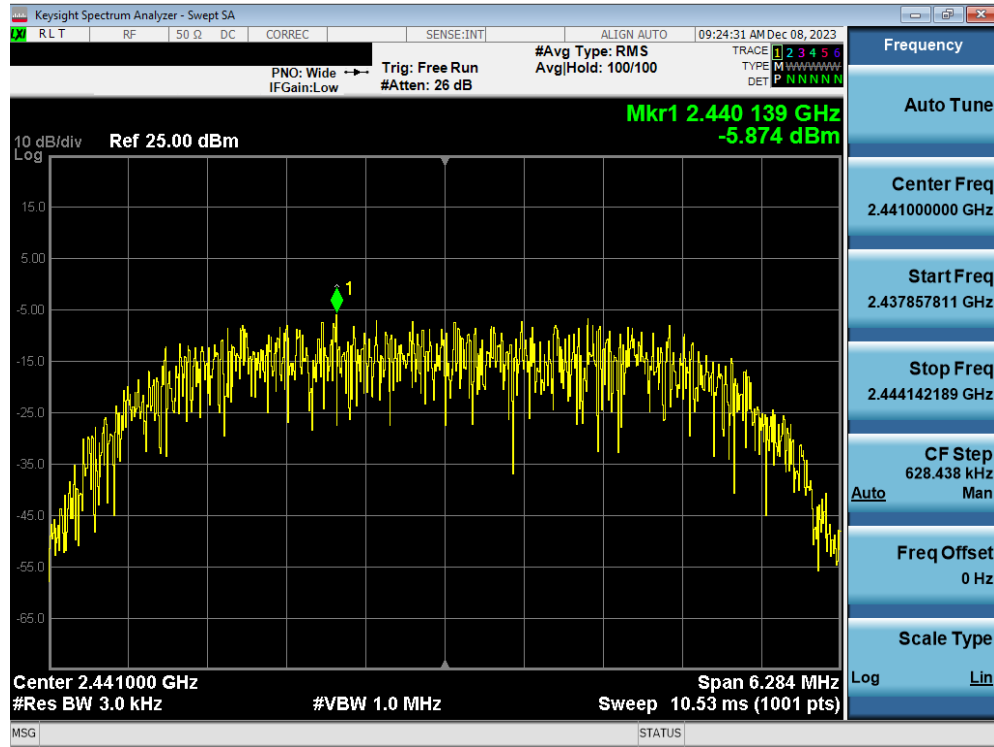 Keysight Spectrum Analyzer - Swept SA
LXI RLT RF 50 Ω DC CORREC SENSE:INT ALIGN AUTO 09:24:31 AM Dec 08, 2023
PNO: Wide Trig: Free Run #Avg Type: RMS TRACE 1 2 3 4 5 6
IFGain:Low #Atten: 26 dB Avg|Hold: 100/100 TYPE M WWWWW
DET P N N N N N
Mkr1 2.440 139 GHz
-5.874 dBm
10 dB/div Ref 25.00 dBm
Log
15.0
5.00
-5.00
-15.0
-25.0
-35.0
-45.0
-55.0
-65.0
1
Center 2.441000 GHz Span 6.284 MHz
#Res BW 3.0 kHz #VBW 1.0 MHz Sweep 10.53 ms (1001 pts)
MSG STATUS
Frequency
Auto Tune
Center Freq
2.441000000 GHz
Start Freq
2.437857811 GHz
Stop Freq
2.444142189 GHz
CF Step
628.438 kHz
Auto Man
Freq Offset
0 Hz
Scale Type
Log Lin